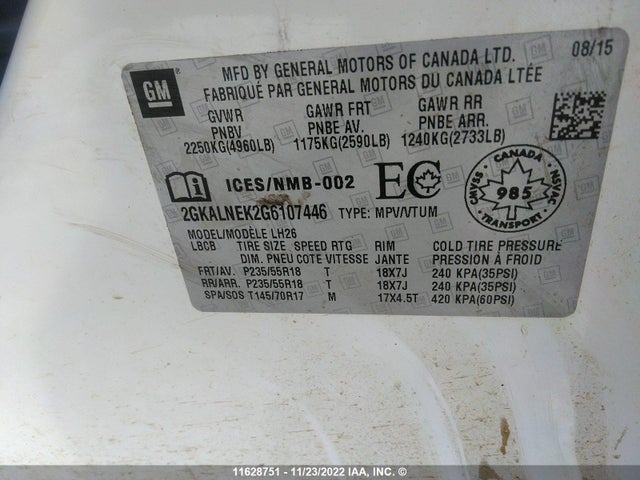 GM
MFD BY GENERAL MOTORS OF CANADA LTD. 08/15
FABRIQUÉ PAR GENERAL MOTORS DU CANADA LTÉE
GVWR GAWR FRT GAWR RR
PNBV PNBE AV. PNBE ARR.
2250KG(4960LB) 1175KG(2590LB) 1240KG(2733LB)
ICES/NMB-002 EC
CANADA
SVMAC 985 NSVAC
TRANSPORT
2GKALNEK2G6107446 TYPE: MPV/VTUM
MODEL/MODÈLE LH26
LBCB TIRE SIZE SPEED RTG RIM COLD TIRE PRESSURE
DIM. PNEU COTE VITESSE JANTE PRESSION À FROID
FRT/AV. P235/55R18 T 18X7J 240 KPA(35PSI)
RR/ARR. P235/55R18 T 18X7J 240 KPA(35PSI)
SPA/SOS T145/70R17 M 17X4.5T 420 KPA(60PSI)
11628751 - 11/23/2022 IAA, Inc. ©